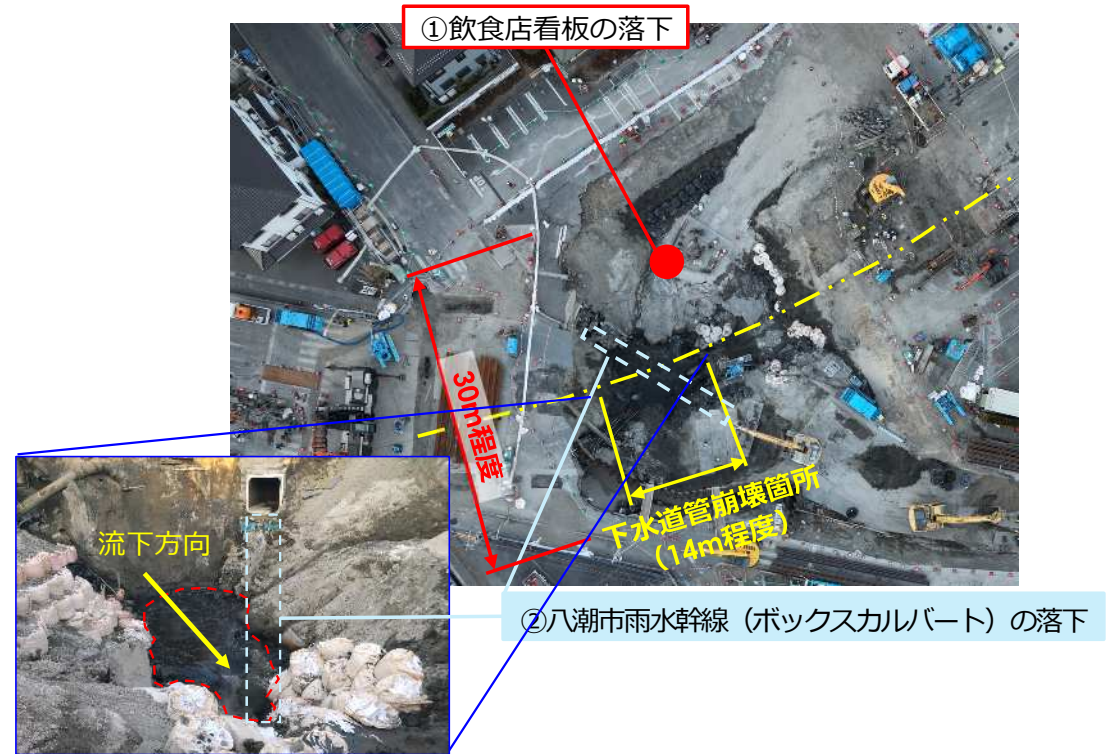 ①飲食店看板の落下
30m程度
下水道管崩壊箇所
(14m程度)
流下方向
②八潮市雨水幹線（ボックスカルバート）の落下